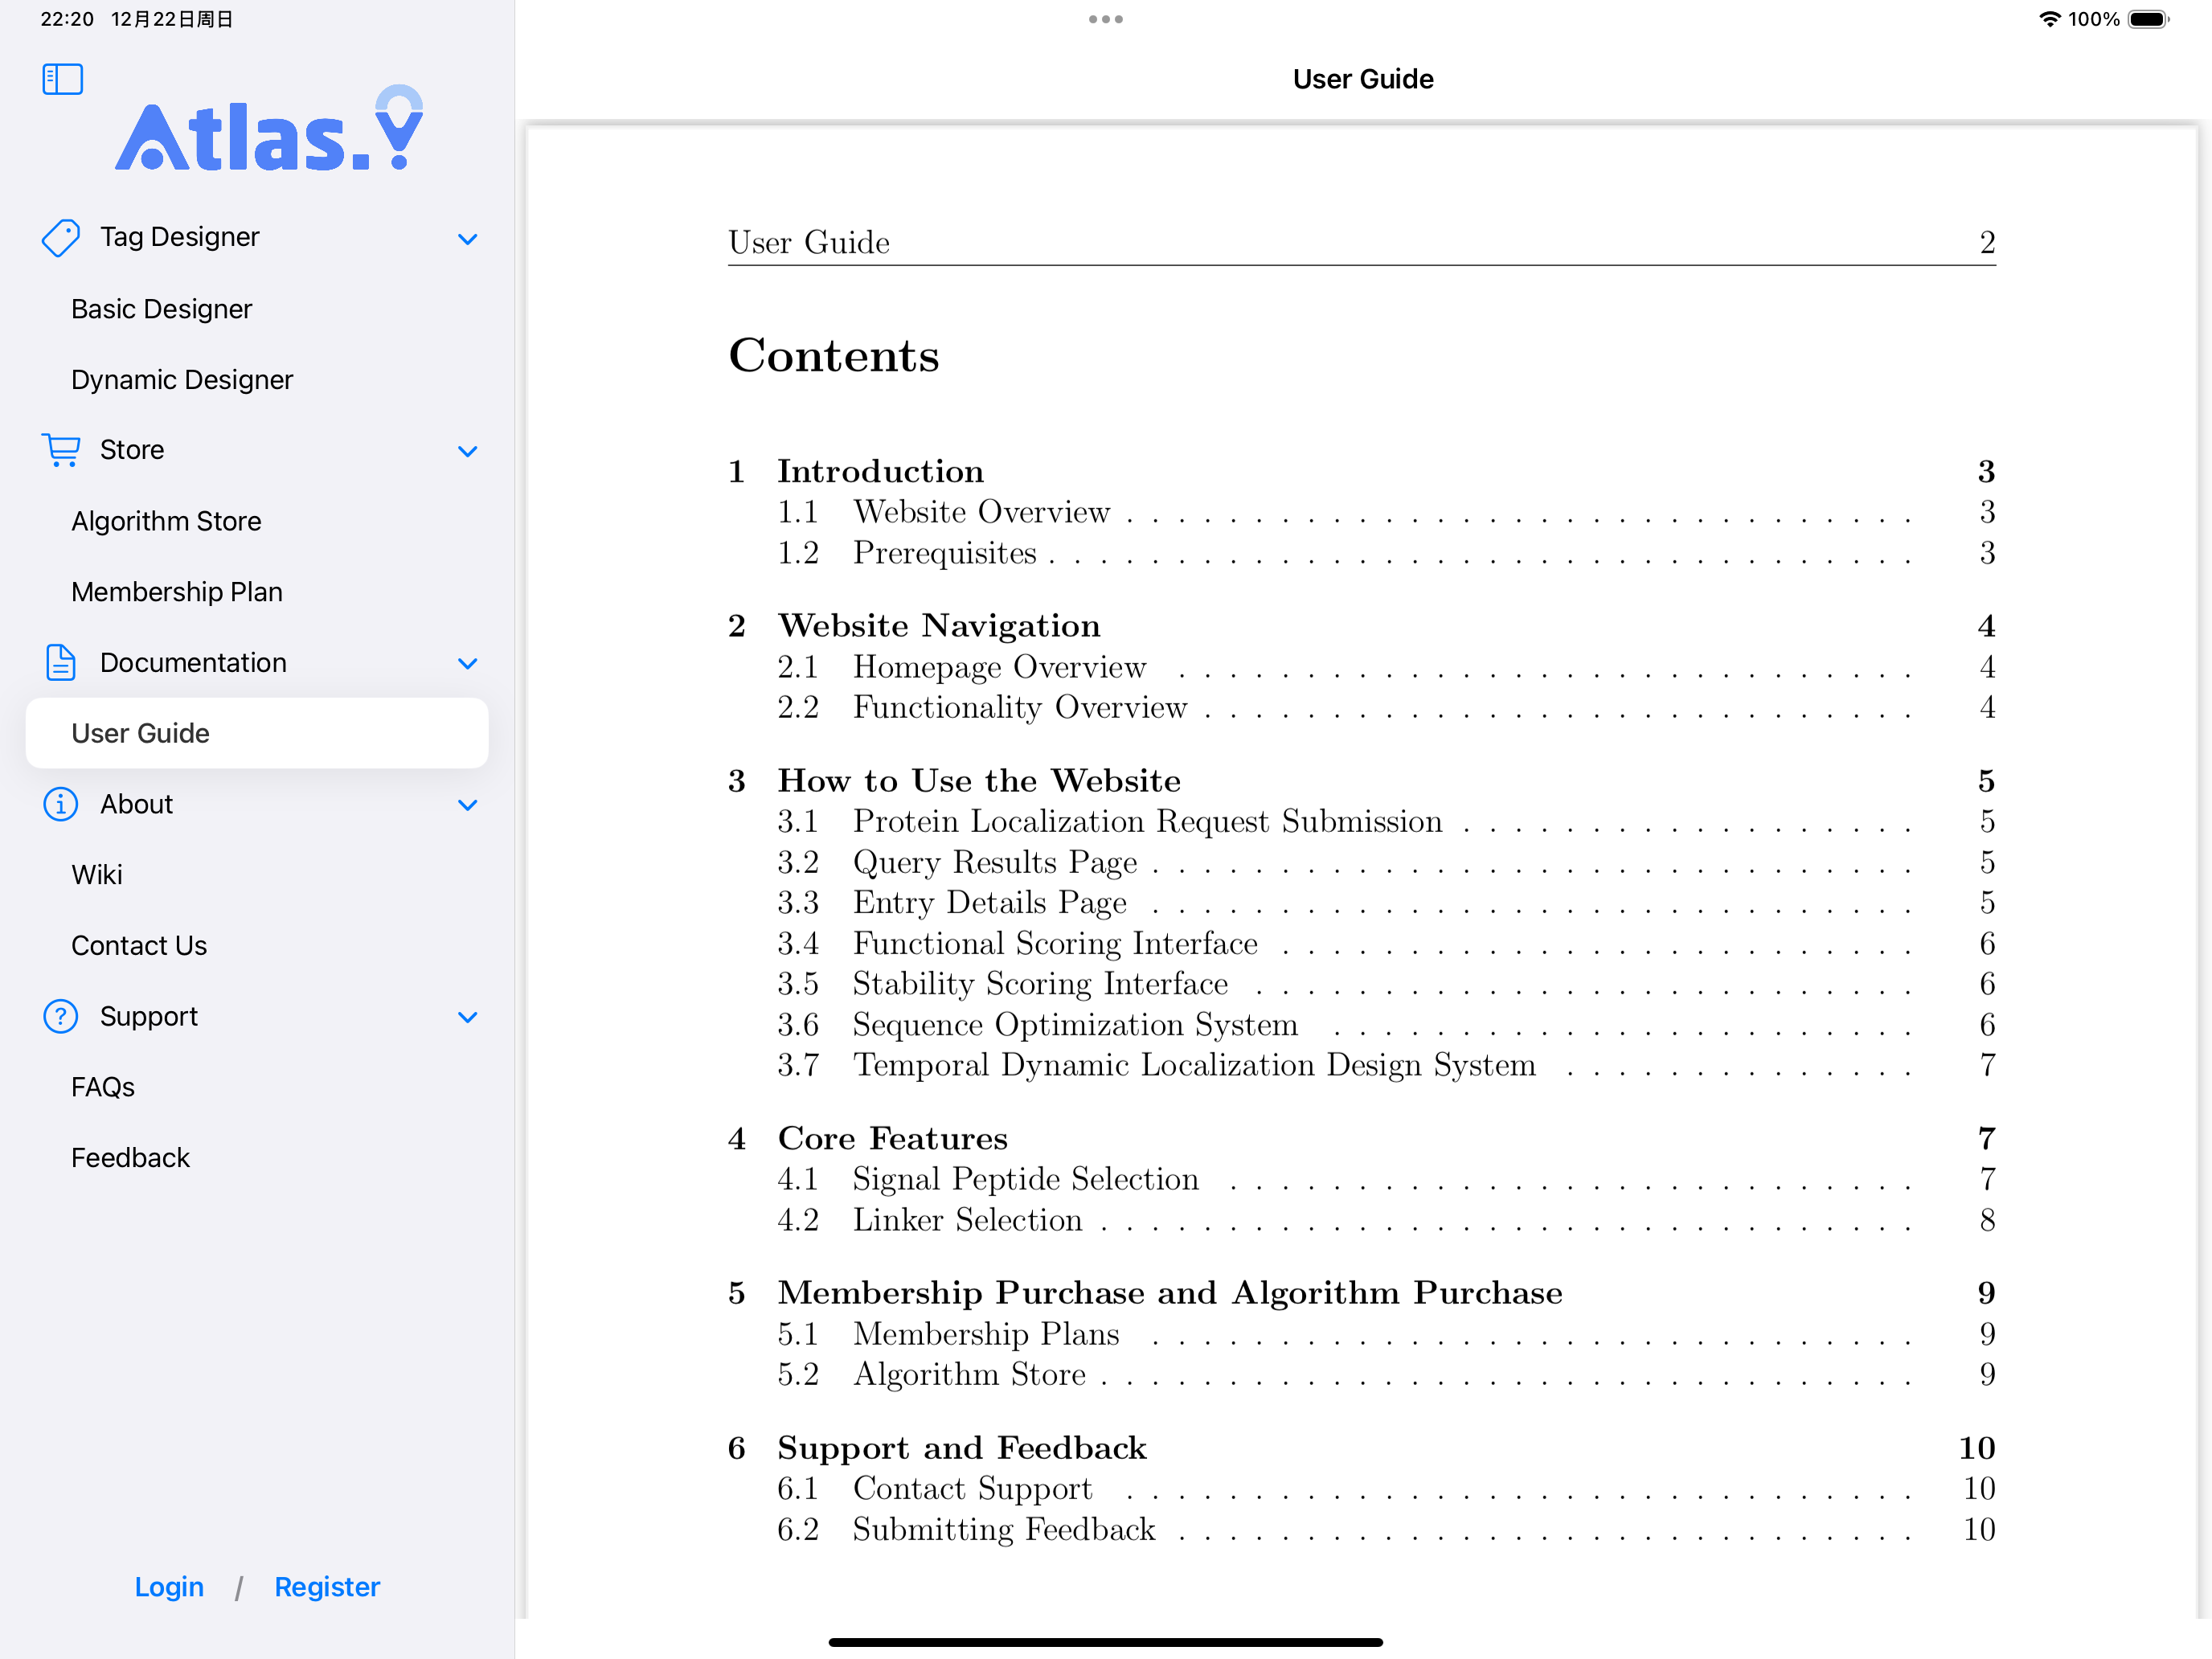 22:20 12月22日周日
100%
Atlas.
Tag Designer
Basic Designer
Dynamic Designer
Store
Algorithm Store
Membership Plan
Documentation
User Guide
About
Wiki
Contact Us
Support
FAQs
Feedback
Login / Register
User Guide
User Guide 2
Contents
1 Introduction 3
1.1 Website Overview . . . . . . . . . . . . . . . . . . . . . . . . . . . . . . . 3
1.2 Prerequisites . . . . . . . . . . . . . . . . . . . . . . . . . . . . . . . . . . 3
2 Website Navigation 4
2.1 Homepage Overview . . . . . . . . . . . . . . . . . . . . . . . . . . . . . 4
2.2 Functionality Overview . . . . . . . . . . . . . . . . . . . . . . . . . . . . 4
3 How to Use the Website 5
3.1 Protein Localization Request Submission . . . . . . . . . . . . . . . . . . 5
3.2 Query Results Page . . . . . . . . . . . . . . . . . . . . . . . . . . . . . . 5
3.3 Entry Details Page . . . . . . . . . . . . . . . . . . . . . . . . . . . . . . 5
3.4 Functional Scoring Interface . . . . . . . . . . . . . . . . . . . . . . . . . 6
3.5 Stability Scoring Interface . . . . . . . . . . . . . . . . . . . . . . . . . . 6
3.6 Sequence Optimization System . . . . . . . . . . . . . . . . . . . . . . . 6
3.7 Temporal Dynamic Localization Design System . . . . . . . . . . . . . . 7
4 Core Features 7
4.1 Signal Peptide Selection . . . . . . . . . . . . . . . . . . . . . . . . . . . 7
4.2 Linker Selection . . . . . . . . . . . . . . . . . . . . . . . . . . . . . . . . 8
5 Membership Purchase and Algorithm Purchase 9
5.1 Membership Plans . . . . . . . . . . . . . . . . . . . . . . . . . . . . . . 9
5.2 Algorithm Store . . . . . . . . . . . . . . . . . . . . . . . . . . . . . . . . 9
6 Support and Feedback 10
6.1 Contact Support . . . . . . . . . . . . . . . . . . . . . . . . . . . . . . . 10
6.2 Submitting Feedback . . . . . . . . . . . . . . . . . . . . . . . . . . . . . 10